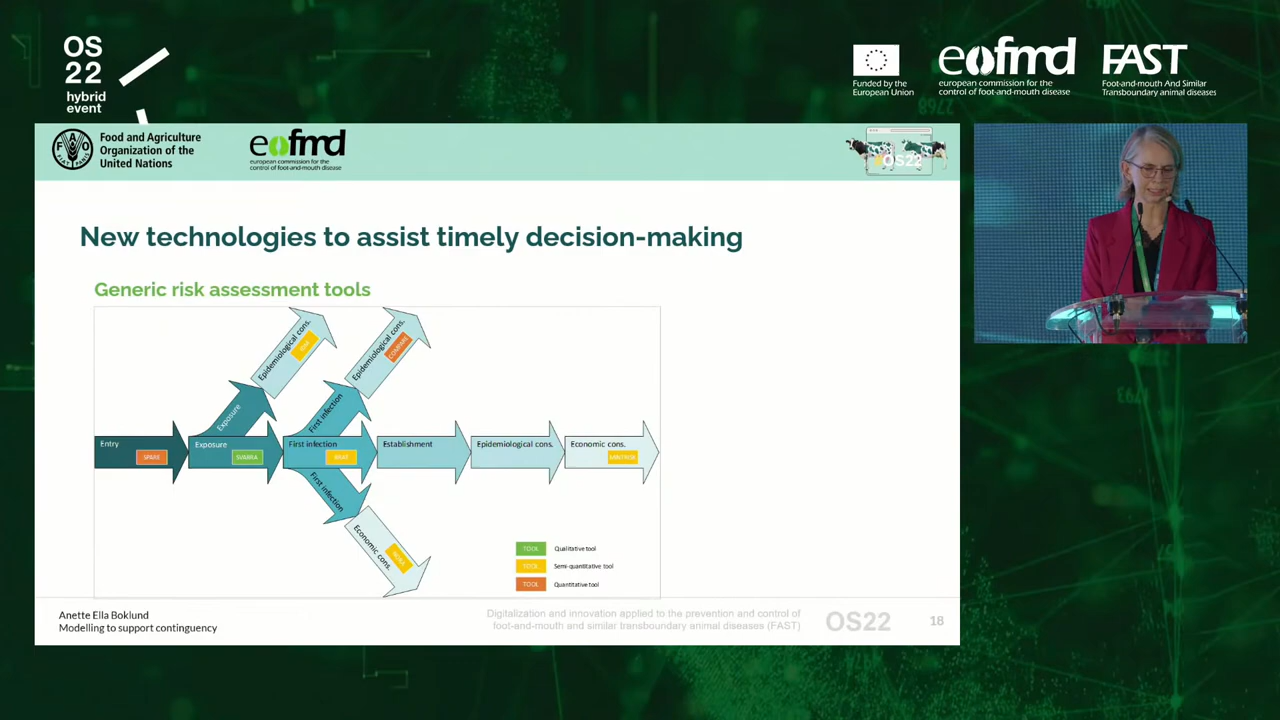 OS
22
hybrid
event
Funded by the
European Union
eofmd
european commission for the
control of foot-and-mouth disease
FAST
Foot-and-mouth And Similar
Transboundary animal diseases
Food and Agriculture
Organization of the
United Nations
eofmd
european commission for the
control of foot-and-mouth disease
OS22
New technologies to assist timely decision-making
Generic risk assessment tools
Epidemiological cons.
Epidemiological cons.
COMPARE
Exposure
First infection
Entry
SPARE
Exposure
SVARRA
First infection
Establishment
Epidemiological cons.
Economic cons.
MINTRISK
First infection
Economic cons.
TOOL Qualitative tool
TOOL Semi-quantitative tool
TOOL Quantitative tool
Anette Ella Boklund
Modelling to support contingency
Digitalization and innovation applied to the prevention and control of
foot-and-mouth and similar transboundary animal diseases (FAST)
OS22
18